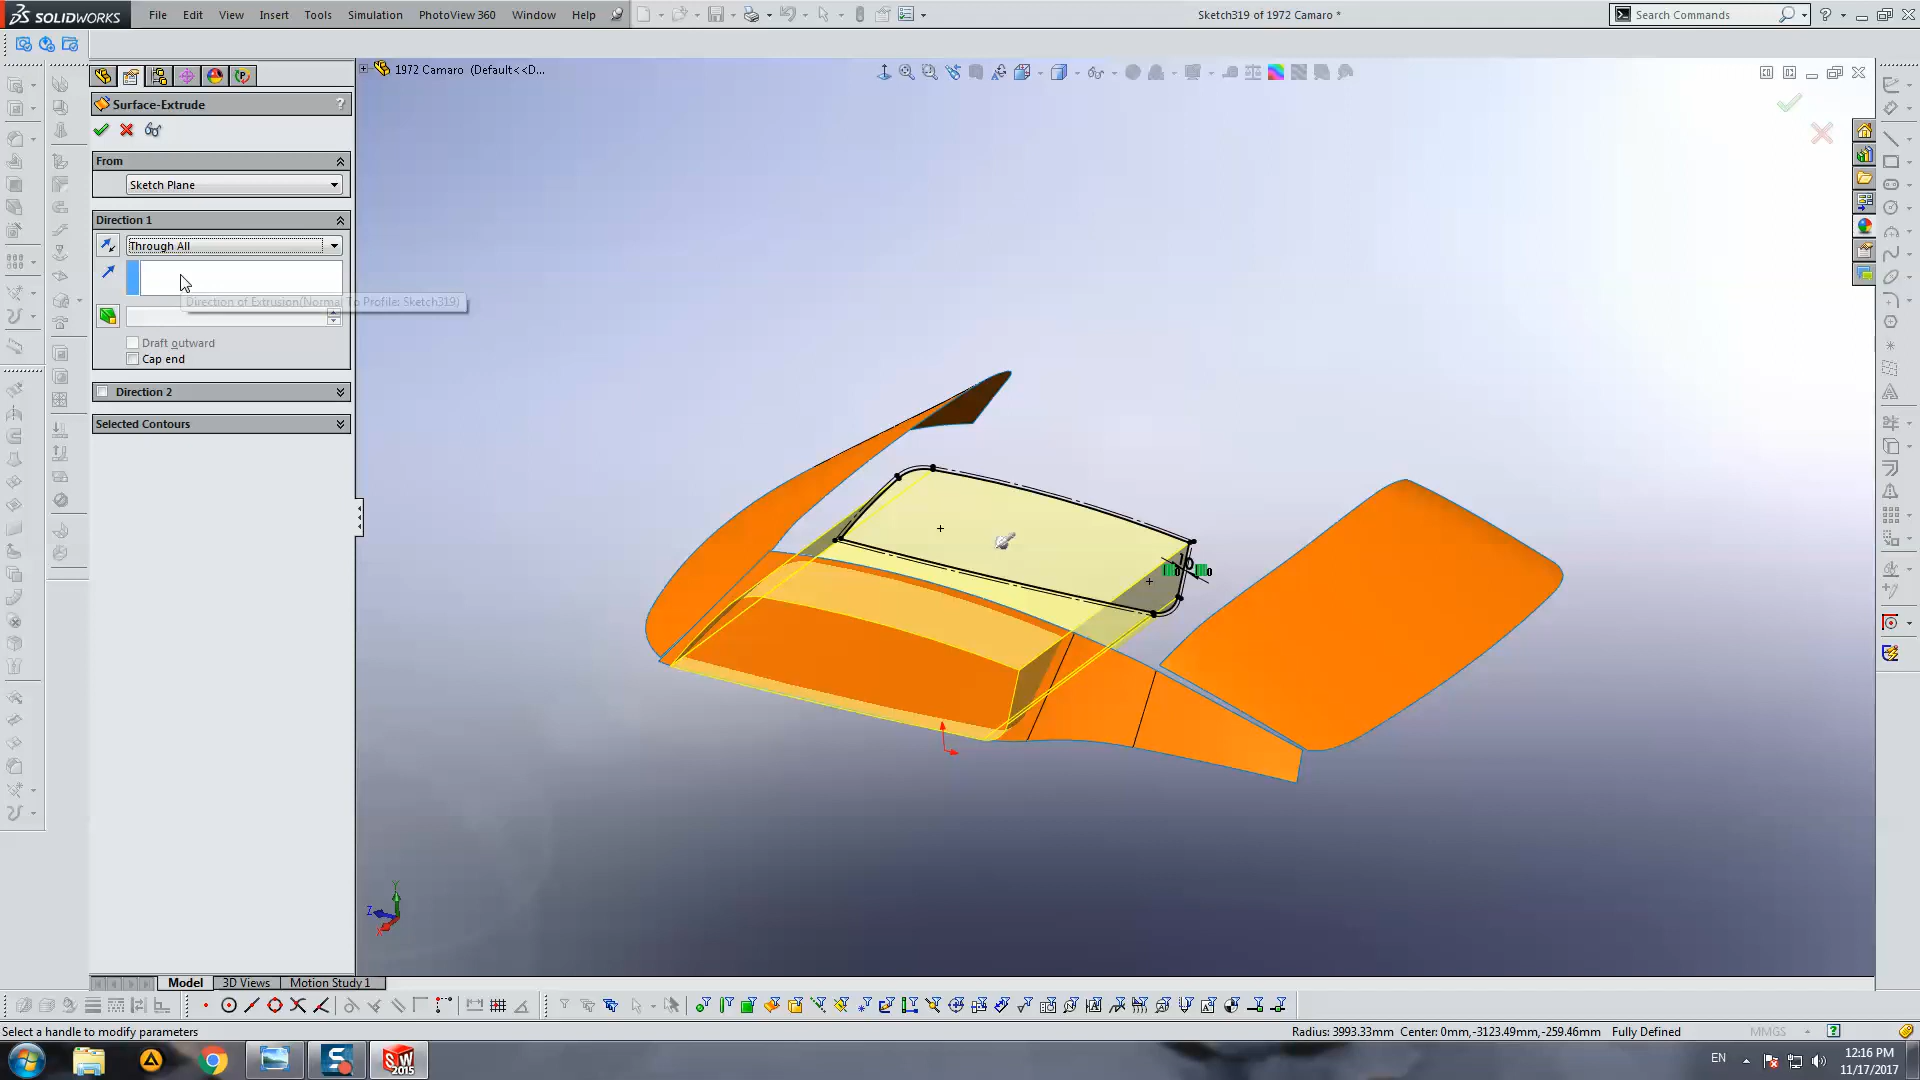 SOLIDWORKS File Edit View Insert Tools Simulation PhotoView 360 Window Help Sketch319 of 1972 Camaro * Search Commands
1972 Camaro (Default<<D...
Surface-Extrude ?
From
Sketch Plane
Direction 1
Through All
Direction of Extrusion(Normal To Profile: Sketch319)
Draft outward
Cap end
Direction 2
Selected Contours
Y
Z
X
Model 3D Views Motion Study 1
Select a handle to modify parameters Radius: 3993.33mm Center: 0mm,-3123.49mm,-259.46mm Fully Defined MMGS
SW 2015 EN 12:16 PM
11/17/2017